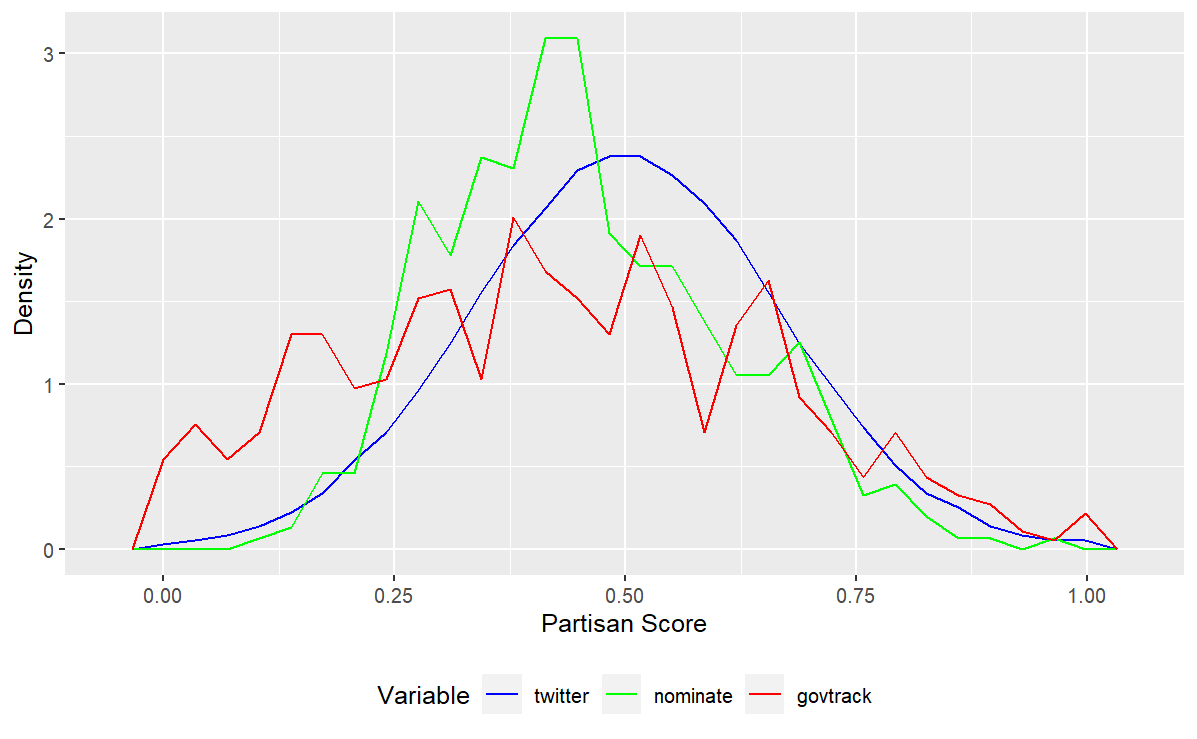 3
2
1
0
Density
0.00 0.25 0.50 0.75 1.00
Partisan Score
Variable twitter nominate govtrack